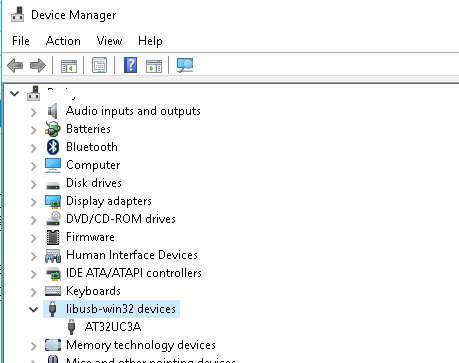 Device Manager
File Action View Help
Audio inputs and outputs
Batteries
Bluetooth
Computer
Disk drives
Display adapters
DVD/CD-ROM drives
Firmware
Human Interface Devices
IDE ATA/ATAPI controllers
Keyboards
libusb-win32 devices
AT32UC3A
Memory technology devices
Mice and other pointing devices